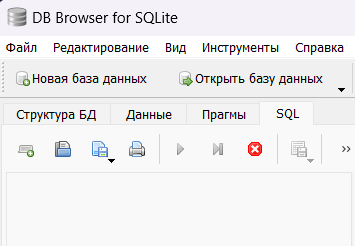 DB Browser for SQLite
Файл Редактирование Вид Инструменты Справка
Новая база данных Открыть базу данных
Структура БД Данные Прагмы SQL